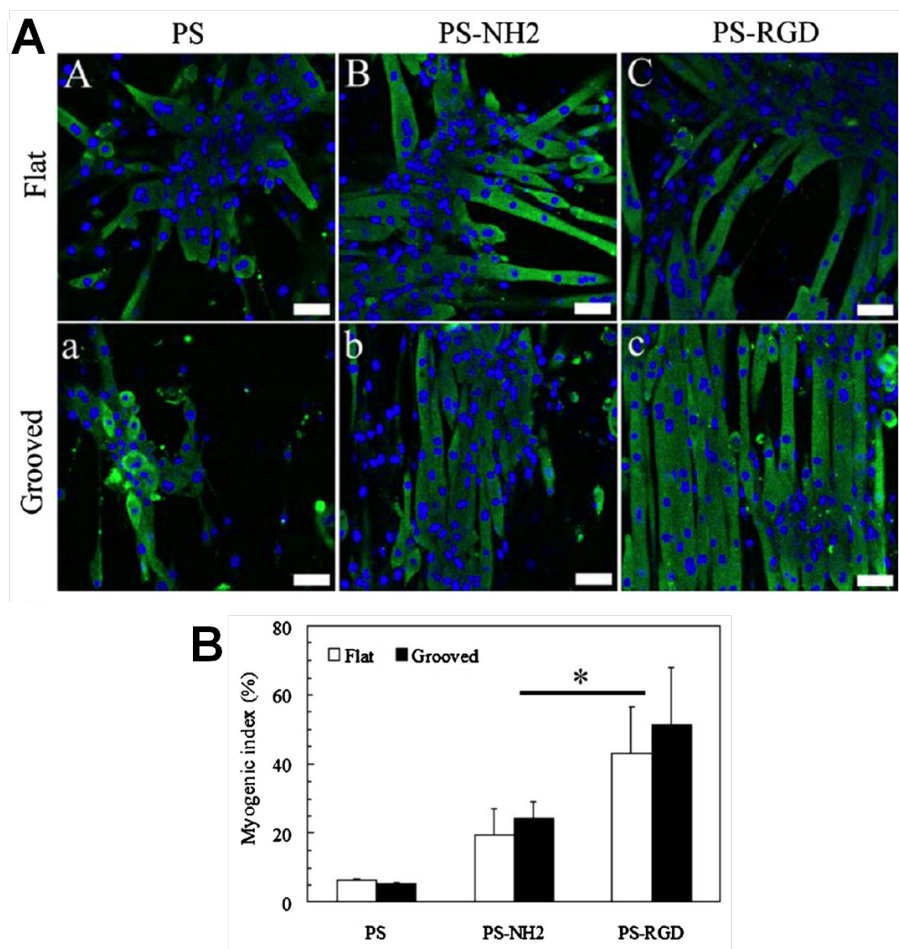 A
PS
PS-NH2
PS-RGD
Flat
A
B
C
Grooved
a
b
c
B
Myogenic index (%)
80
60
40
20
0
Flat
Grooved
*
PS
PS-NH2
PS-RGD